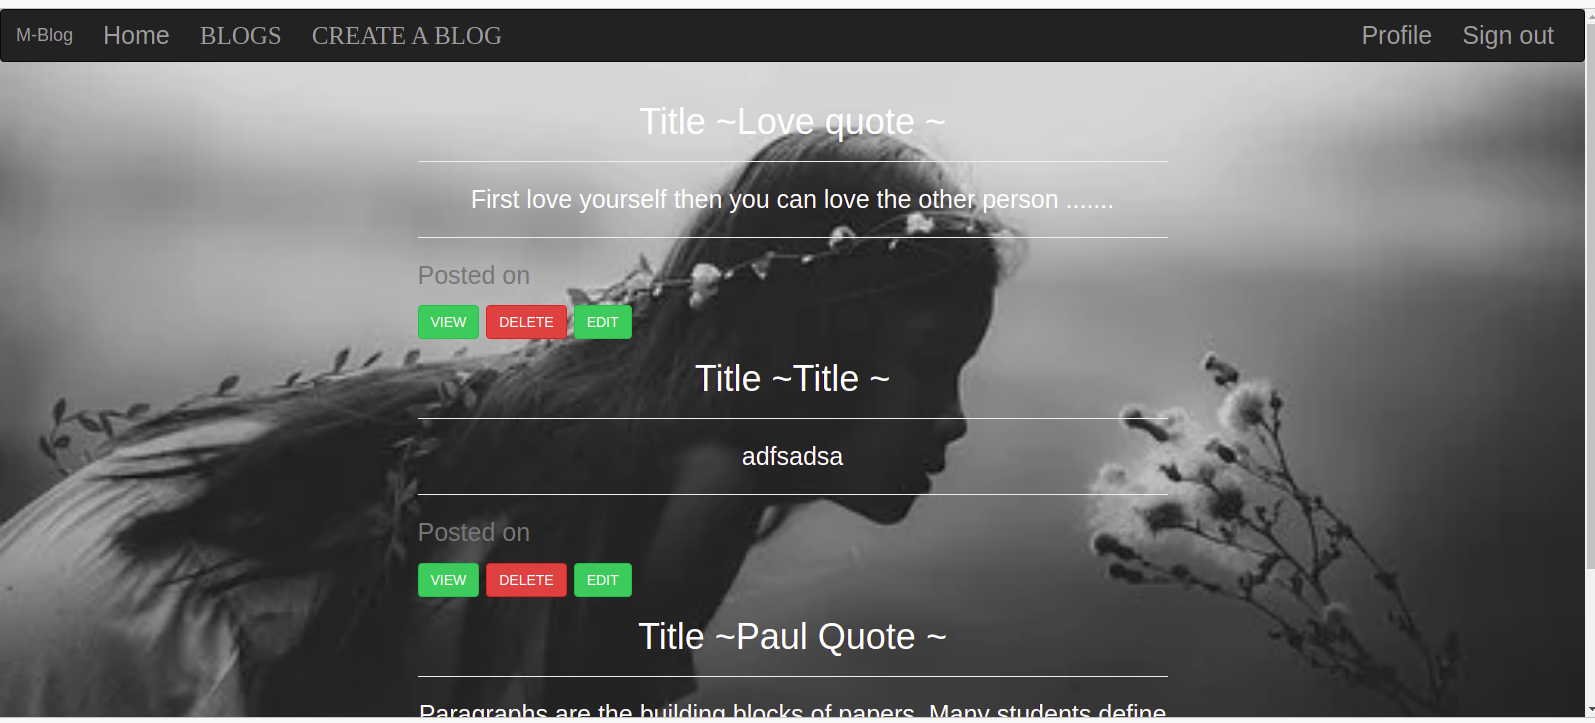 M-Blog Home BLOGS CREATE A BLOG Profile Sign out
Title ~Love quote ~
First love yourself then you can love the other person .......
Posted on
VIEW DELETE EDIT
Title ~Title ~
adfsadsa
Posted on
VIEW DELETE EDIT
Title ~Paul Quote ~
Paragraphs are the building blocks of papers. Many students define